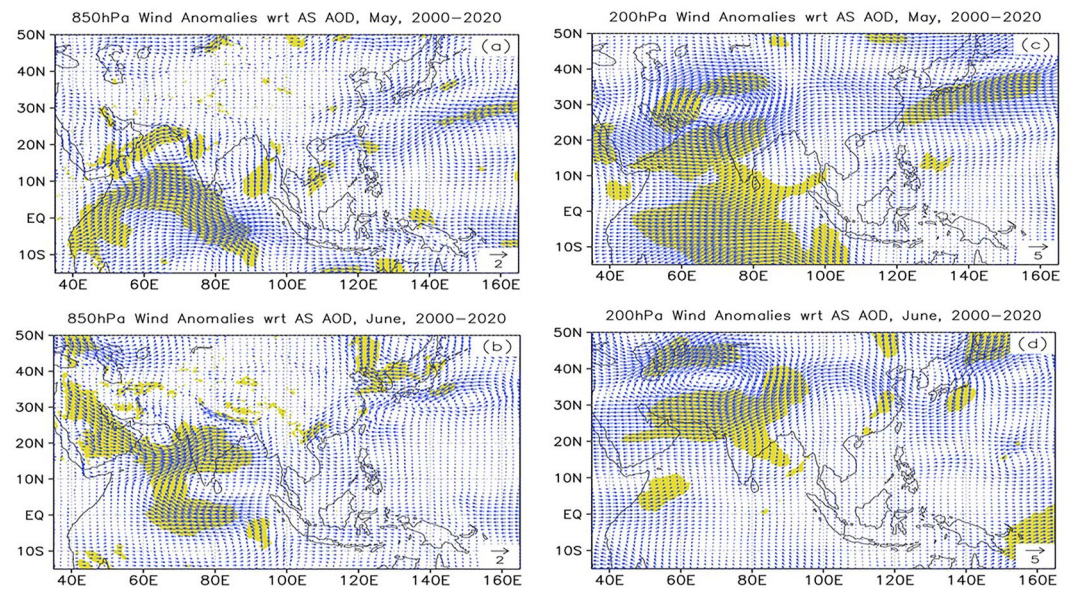 850hPa Wind Anomalies wrt AS AOD, May, 2000−2020
(a)
50N
40N
30N
20N
10N
EQ
10S
2
40E 60E 80E 100E 120E 140E 160E
200hPa Wind Anomalies wrt AS AOD, May, 2000−2020
(c)
50N
40N
30N
20N
10N
EQ
10S
5
40E 60E 80E 100E 120E 140E 160E
850hPa Wind Anomalies wrt AS AOD, June, 2000−2020
(b)
50N
40N
30N
20N
10N
EQ
10S
2
40E 60E 80E 100E 120E 140E 160E
200hPa Wind Anomalies wrt AS AOD, June, 2000−2020
(d)
50N
40N
30N
20N
10N
EQ
10S
5
40E 60E 80E 100E 120E 140E 160E